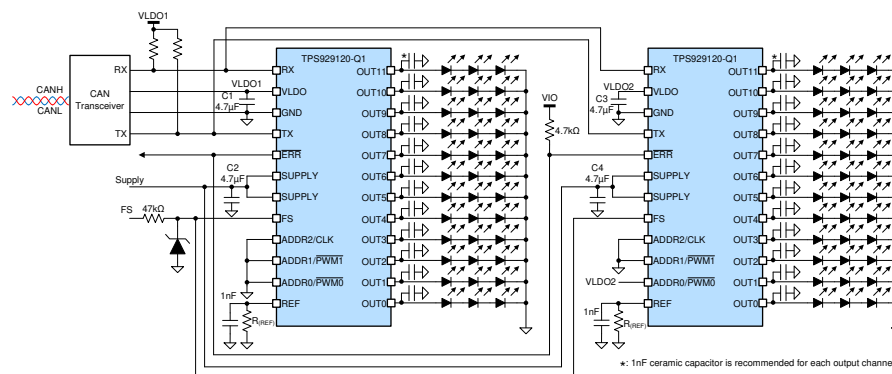 VLDO1
CAN
Transceiver
RX
TX
CANH
CANL
VLDO1
C1
4.7µF
C2
4.7µF
Supply
FS
47kΩ
1nF
R(REF)
TPS929120-Q1
RX
VLDO
GND
TX
ERR
SUPPLY
SUPPLY
FS
ADDR2/CLK
ADDR1/PWM1
ADDR0/PWM0
REF
OUT11
OUT10
OUT9
OUT8
OUT7
OUT6
OUT5
OUT4
OUT3
OUT2
OUT1
OUT0
*
VIO
4.7kΩ
VLDO2
C3
4.7µF
C4
4.7µF
VLDO2
1nF
R(REF)
TPS929120-Q1
RX
VLDO
GND
TX
ERR
SUPPLY
SUPPLY
FS
ADDR2/CLK
ADDR1/PWM1
ADDR0/PWM0
REF
OUT11
OUT10
OUT9
OUT8
OUT7
OUT6
OUT5
OUT4
OUT3
OUT2
OUT1
OUT0
*
*: 1nF ceramic capacitor is recommended for each output channe